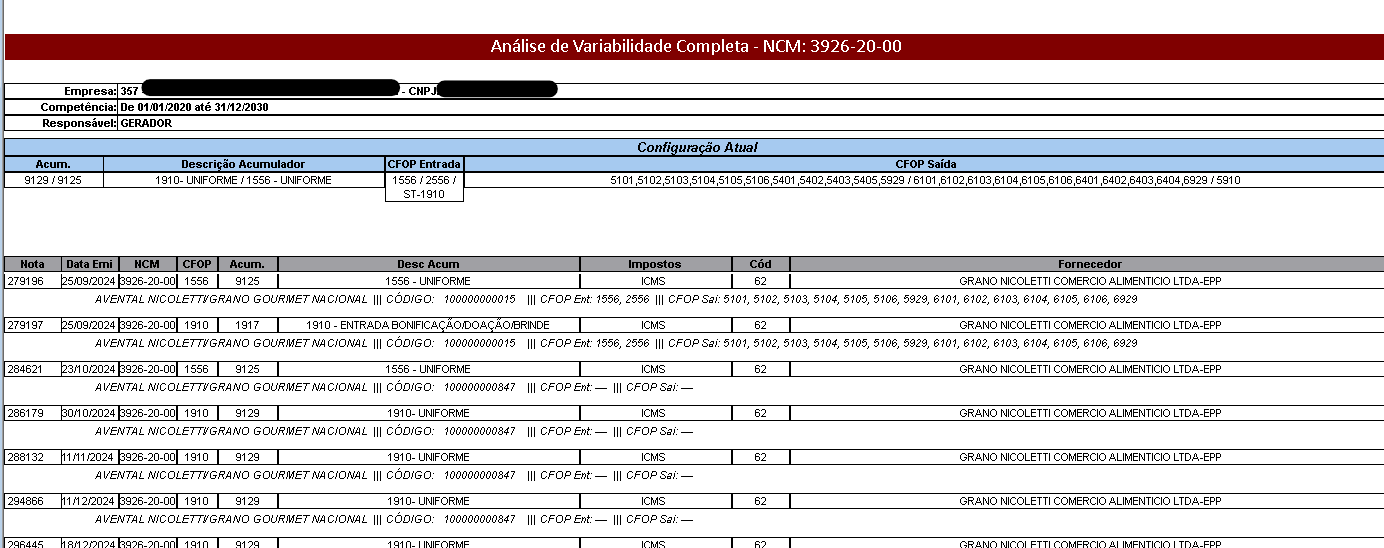 Análise de Variabilidade Completa - NCM: 3926-20-00
Empresa: 357 - CNPJ
Competência: De 01/01/2020 até 31/12/2030
Responsável: GERADOR
Configuração Atual
Acum. Descrição Acumulador CFOP Entrada CFOP Saída
9129 / 9125 1910- UNIFORME / 1556 - UNIFORME 1556 / 2556 / 5101,5102,5103,5104,5105,5106,5401,5402,5403,5405,5929 / 6101,6102,6103,6104,6105,6106,6401,6402,6403,6404,6929 / 5910
ST-1910
Nota Data Emi NCM CFOP Acum. Desc Acum Impostos Cód Fornecedor
279196 25/09/2024 3926-20-00 1556 9125 1556 - UNIFORME ICMS 62 GRANO NICOLETTI COMERCIO ALIMENTICIO LTDA-EPP
AVENTAL NICOLETTI/GRANO GOURMET NACIONAL ||| CÓDIGO: 100000000015 ||| CFOP Ent: 1556, 2556 ||| CFOP Sai: 5101, 5102, 5103, 5104, 5105, 5106, 5929, 6101, 6102, 6103, 6104, 6105, 6106, 6929
279197 25/09/2024 3926-20-00 1910 1917 1910 - ENTRADA BONIFICAÇÃO/DOAÇÃO/BRINDE ICMS 62 GRANO NICOLETTI COMERCIO ALIMENTICIO LTDA-EPP
AVENTAL NICOLETTI/GRANO GOURMET NACIONAL ||| CÓDIGO: 100000000015 ||| CFOP Ent: 1556, 2556 ||| CFOP Sai: 5101, 5102, 5103, 5104, 5105, 5106, 5929, 6101, 6102, 6103, 6104, 6105, 6106, 6929
284621 23/10/2024 3926-20-00 1556 9125 1556 - UNIFORME ICMS 62 GRANO NICOLETTI COMERCIO ALIMENTICIO LTDA-EPP
AVENTAL NICOLETTI/GRANO GOURMET NACIONAL ||| CÓDIGO: 100000000847 ||| CFOP Ent: — ||| CFOP Sai: —
286179 30/10/2024 3926-20-00 1910 9129 1910- UNIFORME ICMS 62 GRANO NICOLETTI COMERCIO ALIMENTICIO LTDA-EPP
AVENTAL NICOLETTI/GRANO GOURMET NACIONAL ||| CÓDIGO: 100000000847 ||| CFOP Ent: — ||| CFOP Sai: —
288132 11/11/2024 3926-20-00 1910 9129 1910- UNIFORME ICMS 62 GRANO NICOLETTI COMERCIO ALIMENTICIO LTDA-EPP
AVENTAL NICOLETTI/GRANO GOURMET NACIONAL ||| CÓDIGO: 100000000847 ||| CFOP Ent: — ||| CFOP Sai: —
294866 11/12/2024 3926-20-00 1910 9129 1910- UNIFORME ICMS 62 GRANO NICOLETTI COMERCIO ALIMENTICIO LTDA-EPP
AVENTAL NICOLETTI/GRANO GOURMET NACIONAL ||| CÓDIGO: 100000000847 ||| CFOP Ent: — ||| CFOP Sai: —
296445 18/12/2024 3926-20-00 1910 9129 1910- UNIFORME ICMS 62 GRANO NICOLETTI COMERCIO ALIMENTICIO LTDA-EPP